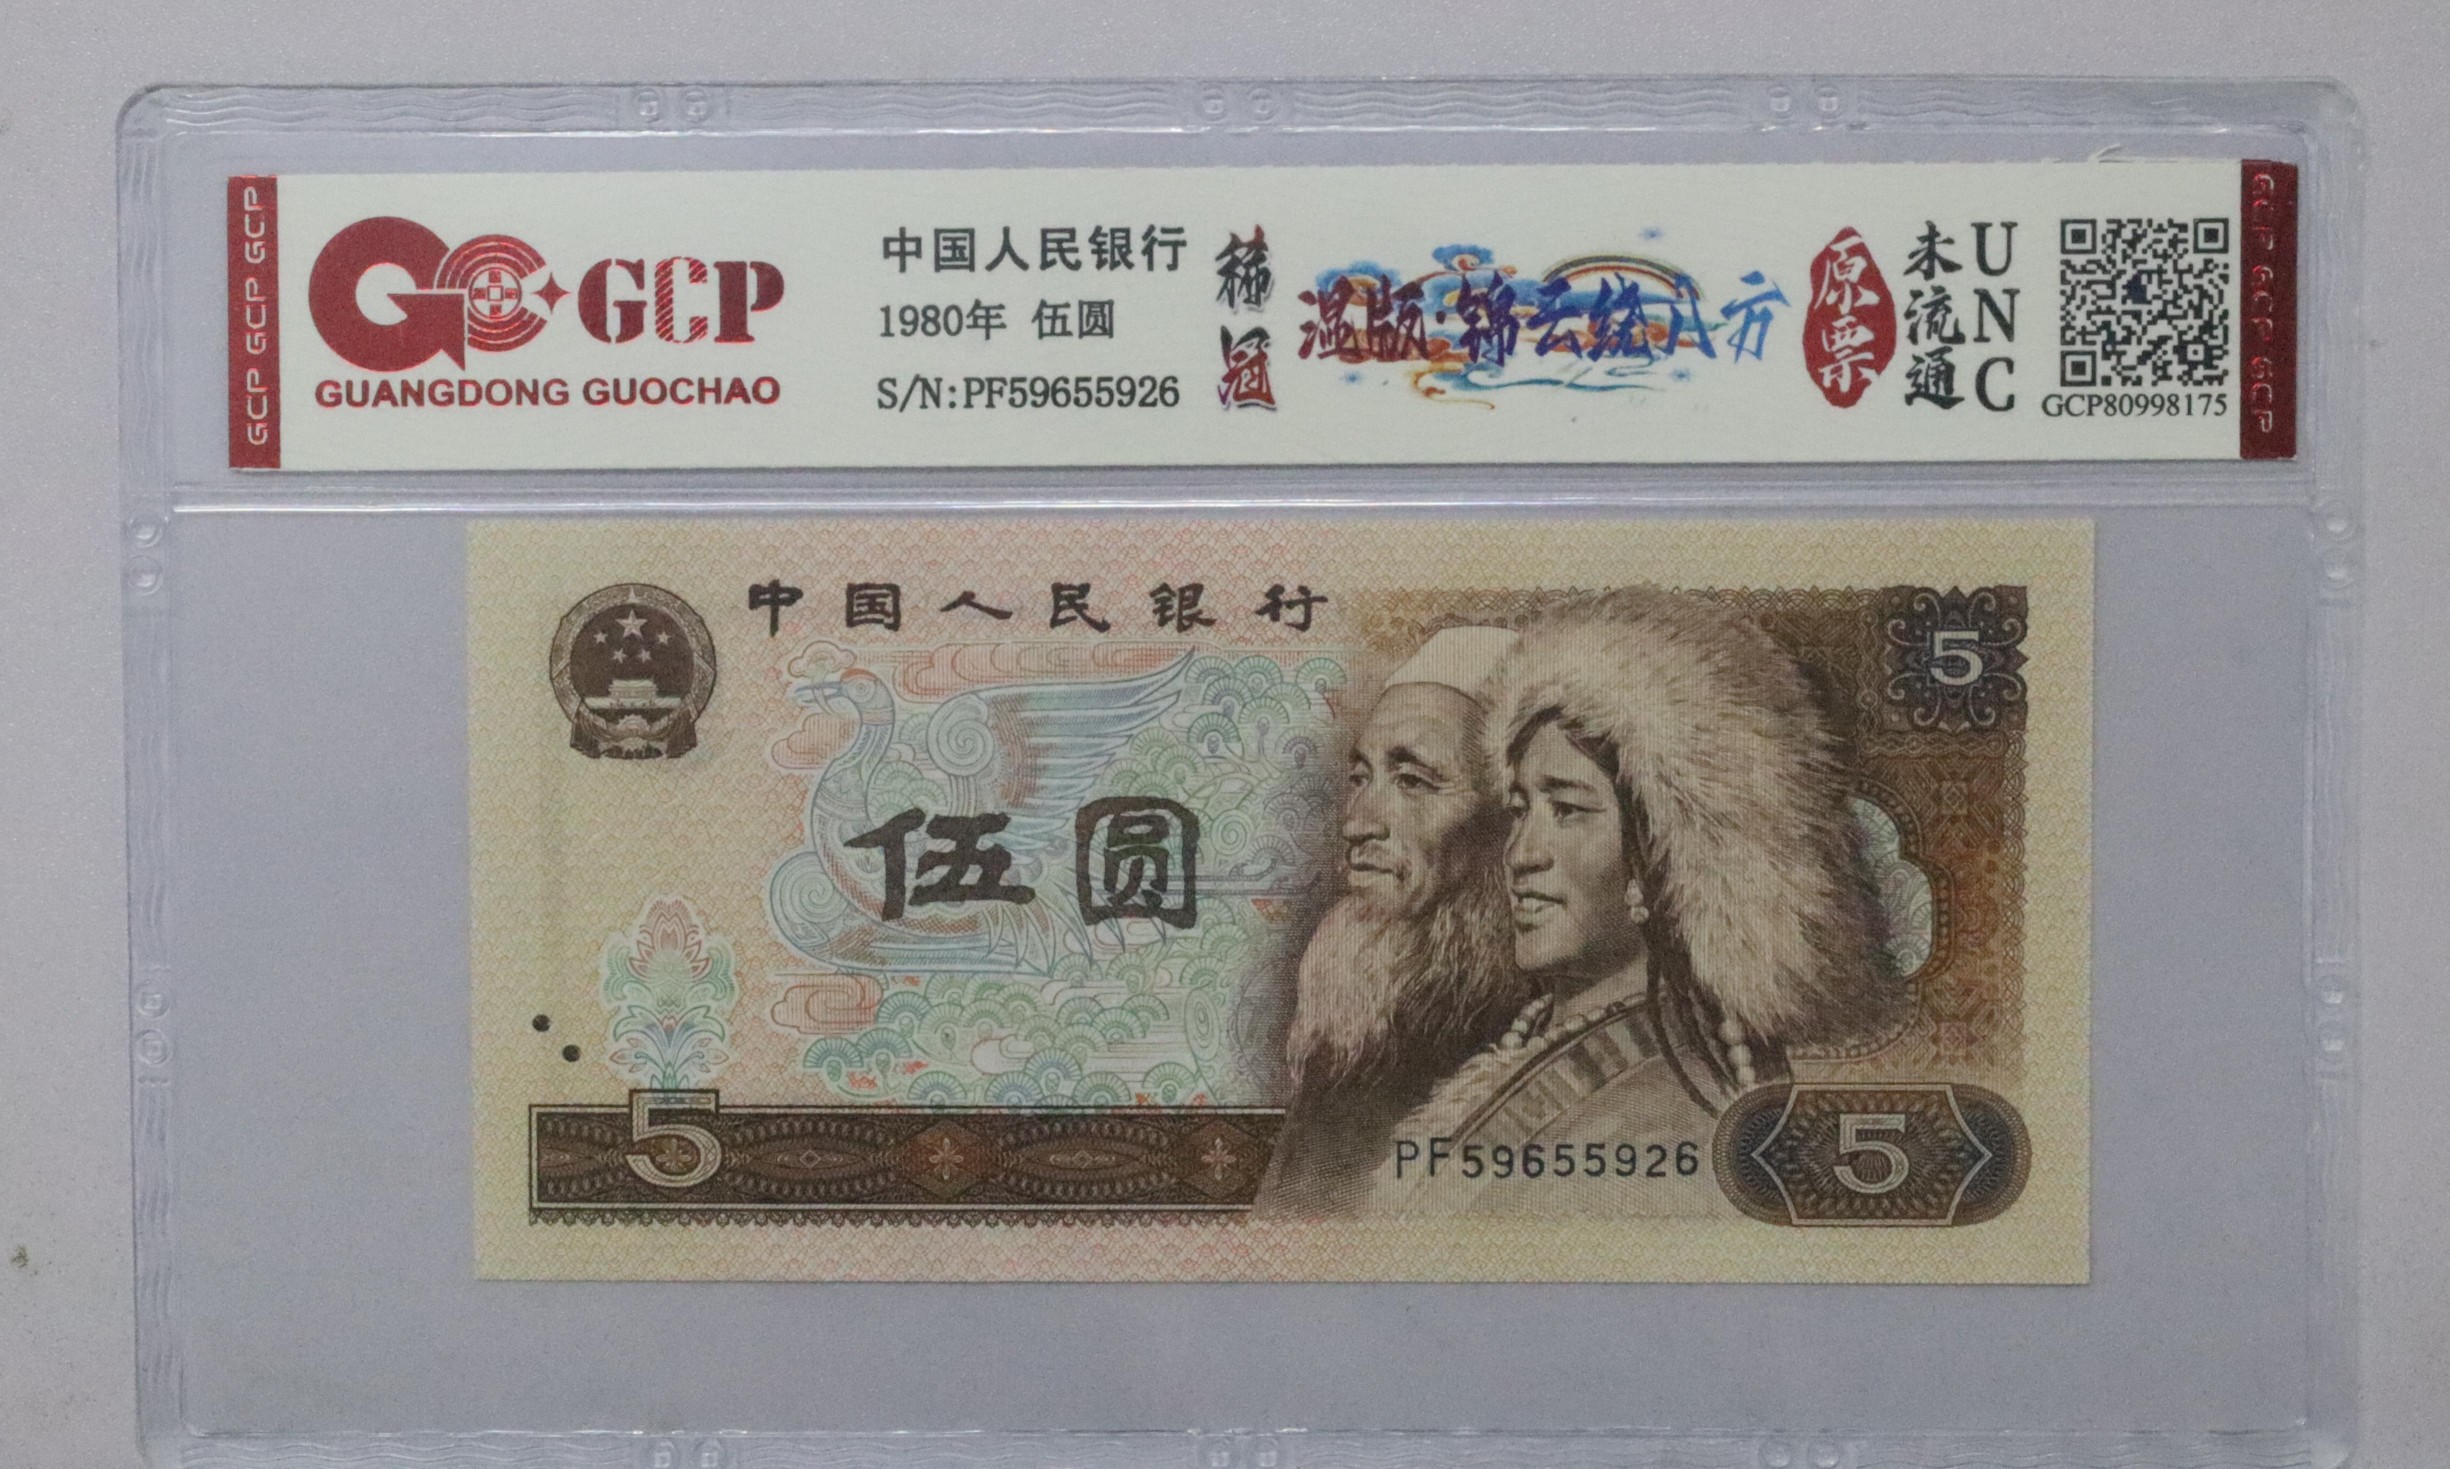 GCP GCP GCP
GCP
GUANGDONG GUOCHAO
中国人民银行
1980年 伍圆
S/N:PF59655926
稀冠
温版·锦云绕八方
原票
未流通
UNC
GCP80998175
GCP GCP GCP
中国人民银行
5
伍圆
5
PF59655926
5